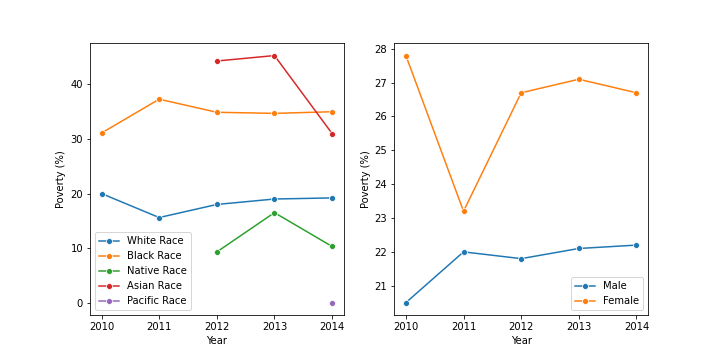 Poverty (%)
40
30
20
10
0
White Race
Black Race
Native Race
Asian Race
Pacific Race
2010 2011 2012 2013 2014
Year
Poverty (%)
28
27
26
25
24
23
22
21
Male
Female
2010 2011 2012 2013 2014
Year